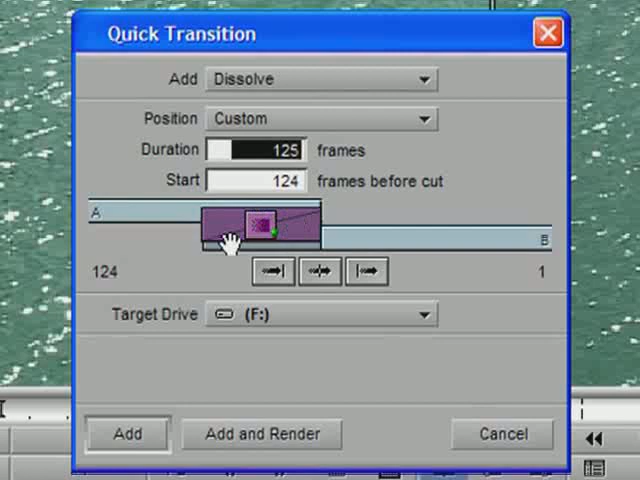 Quick Transition
Add Dissolve
Position Custom
Duration 125 frames
Start 124 frames before cut
A
B
124 1
Target Drive (F:)
Add Add and Render Cancel